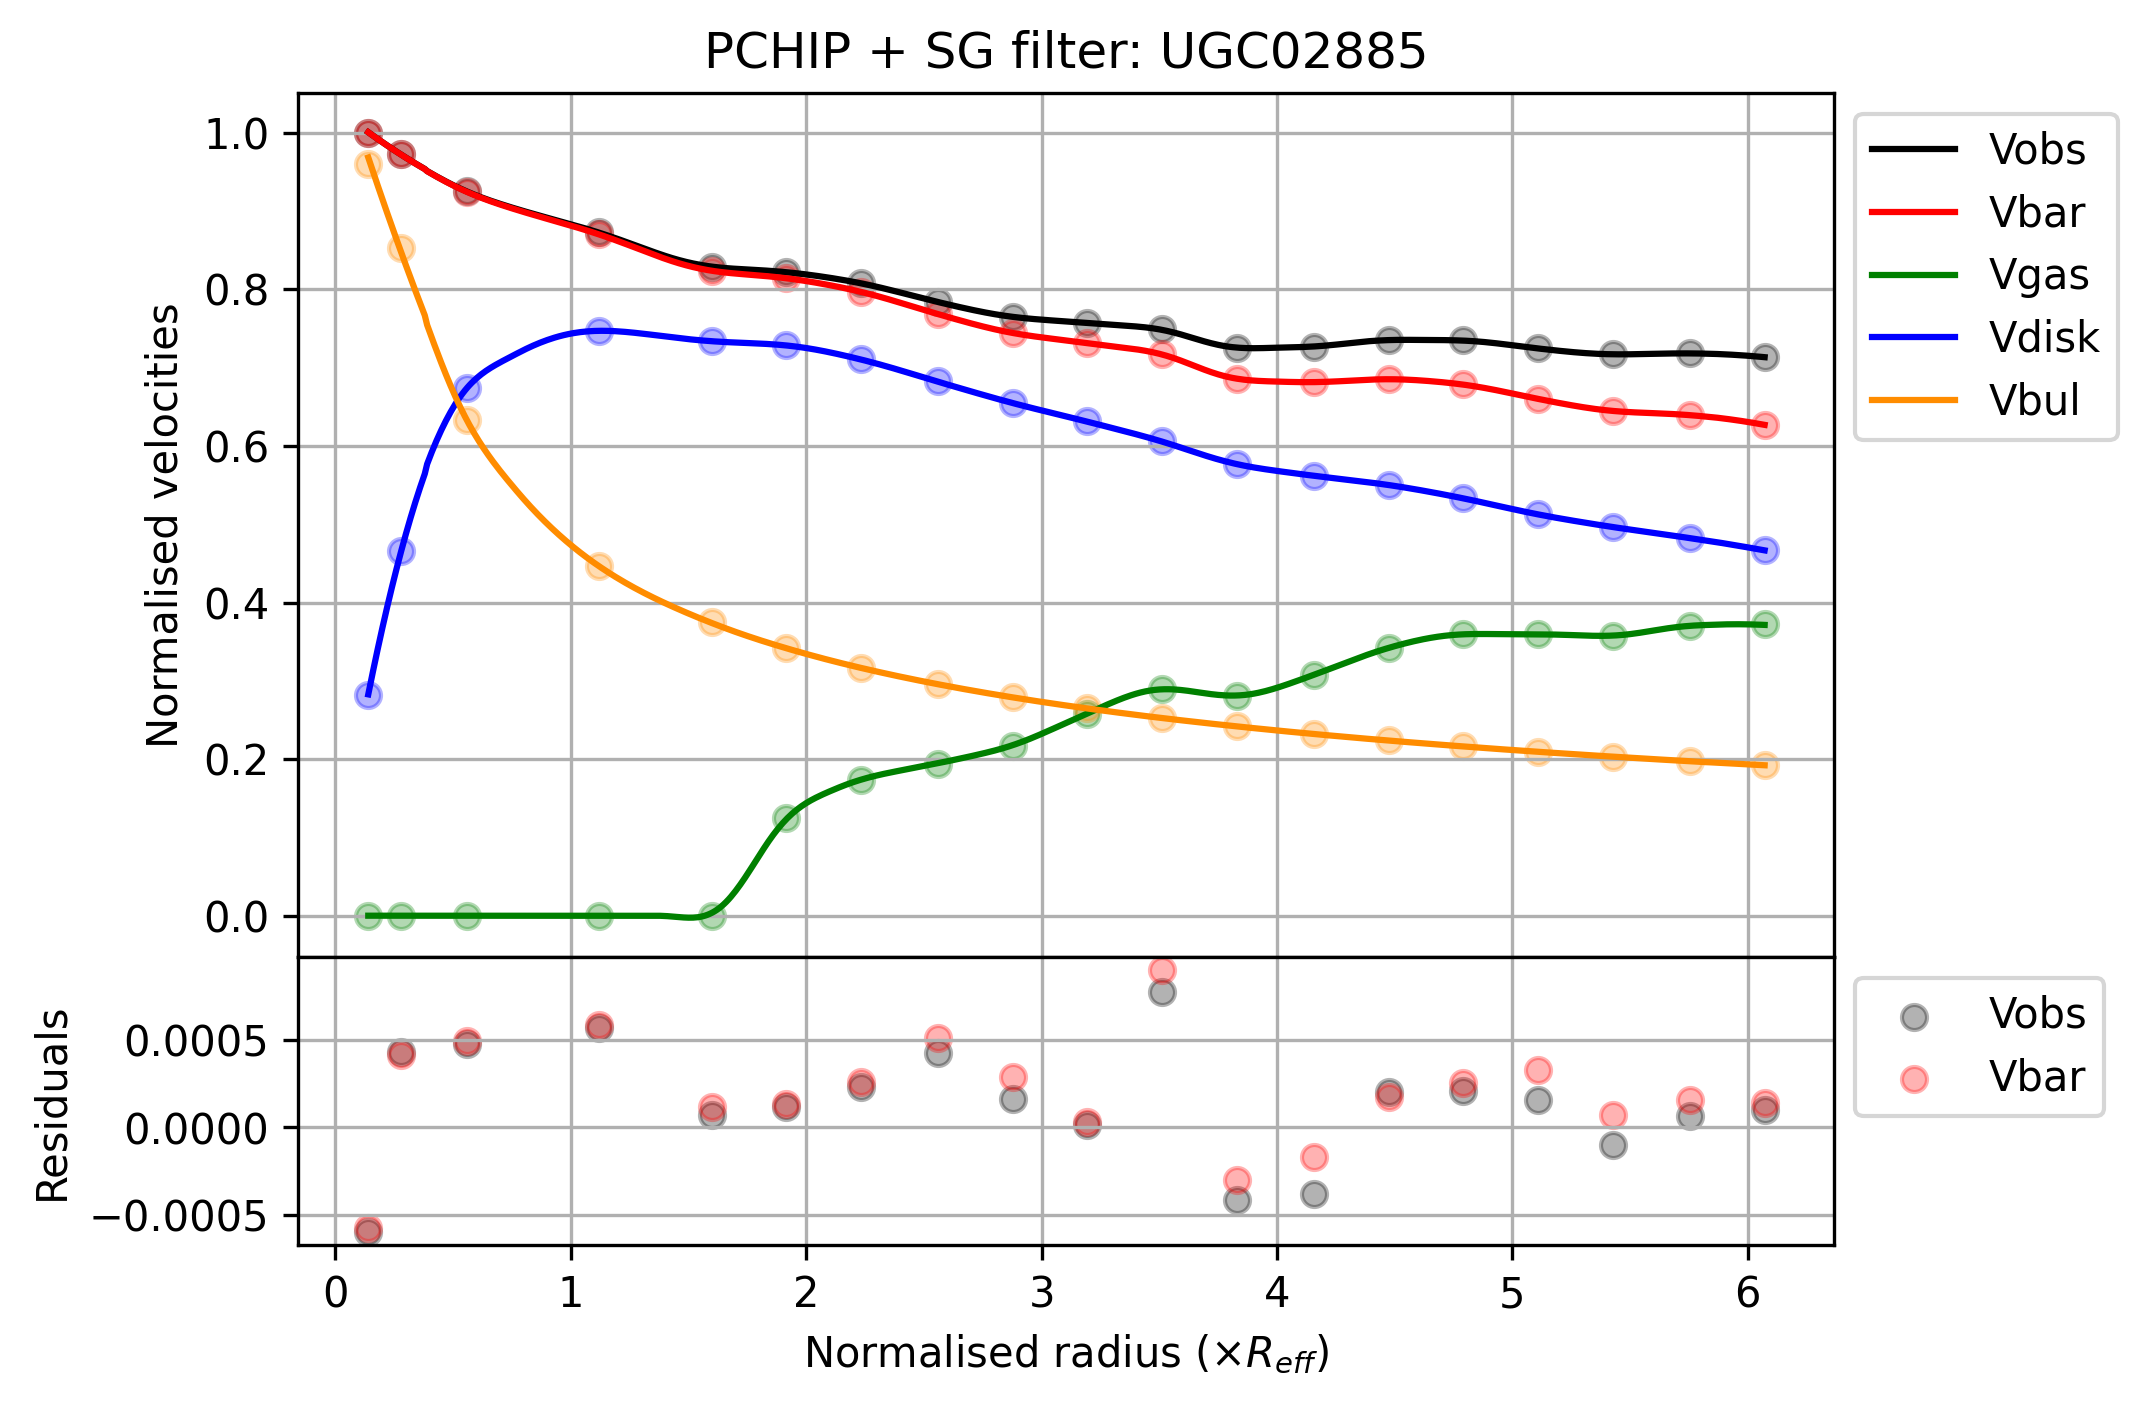 PCHIP + SG filter: UGC02885
Normalised velocities
1.0
0.8
0.6
0.4
0.2
0.0
Vobs
Vbar
Vgas
Vdisk
Vbul
Residuals
0.0005
0.0000
−0.0005
Vobs
Vbar
0 1 2 3 4 5 6
Normalised radius (×R_eff)